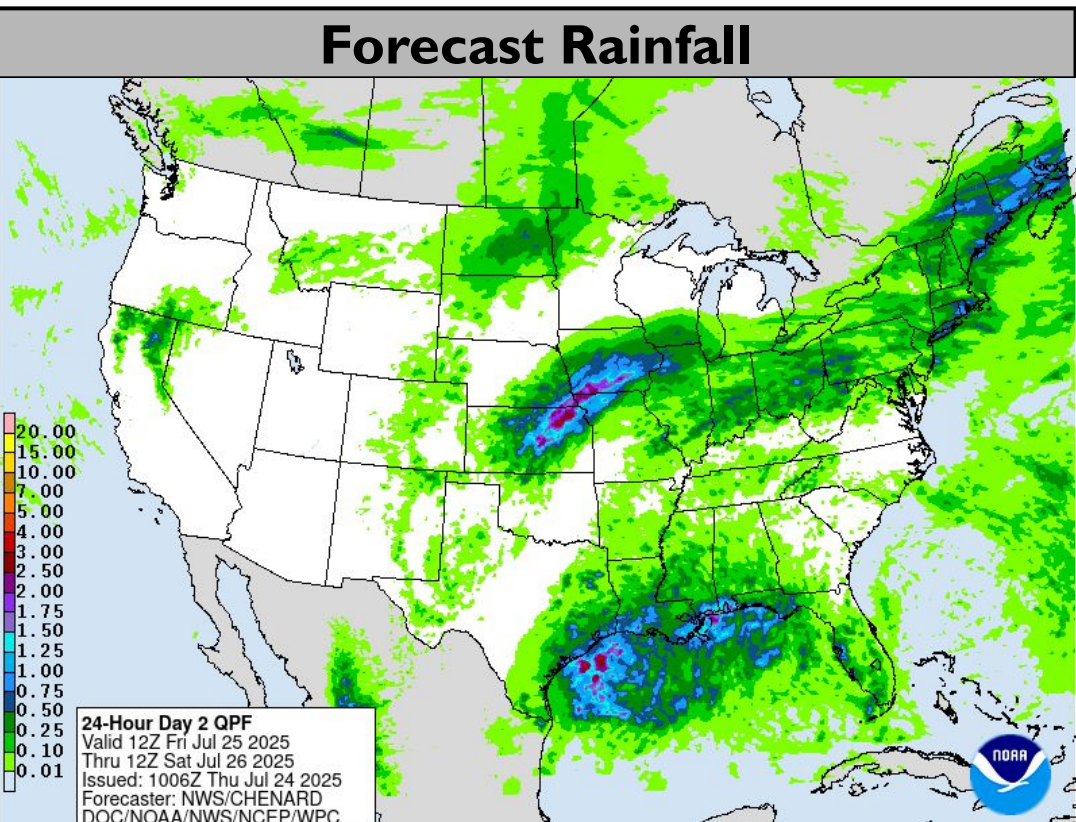 Forecast Rainfall
20.00
15.00
10.00
7.00
5.00
4.00
3.00
2.50
2.00
1.75
1.50
1.25
1.00
0.75
0.50
0.25
0.10
0.01
24-Hour Day 2 QPF
Valid 12Z Fri Jul 25 2025
Thru 12Z Sat Jul 26 2025
Issued: 1006Z Thu Jul 24 2025
Forecaster: NWS/CHENARD
DOC/NOAA/NWS/NCEP/WPC
NOAA